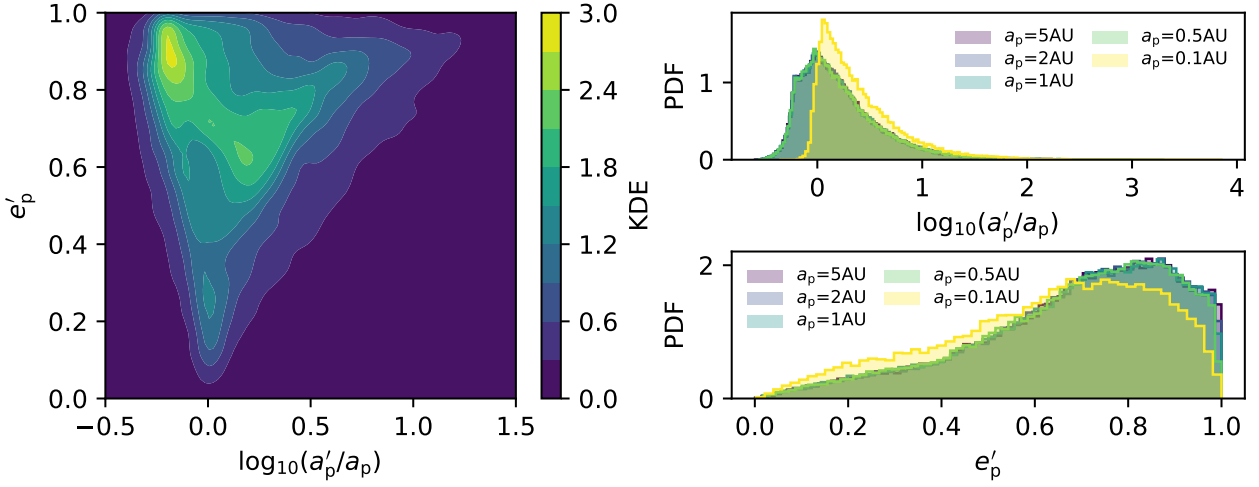 1.0
0.8
0.6
0.4
0.2
0.0
e′p
−0.5
0.0
0.5
1.0
1.5
log10(a′p/ap)
3.0
2.4
1.8
1.2
0.6
0.0
KDE
PDF
1
0
ap=5AU
ap=2AU
ap=1AU
ap=0.5AU
ap=0.1AU
0
1
2
3
4
log10(a′p/ap)
PDF
2
0
ap=5AU
ap=2AU
ap=1AU
ap=0.5AU
ap=0.1AU
0.0
0.2
0.4
0.6
0.8
1.0
e′p